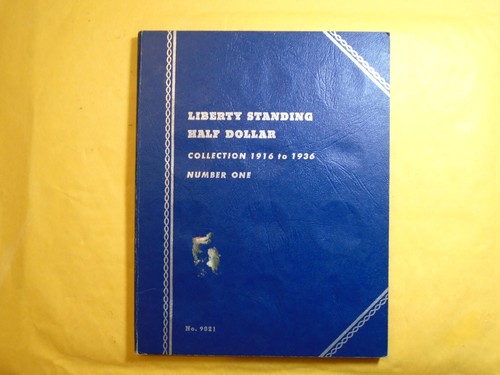 LIBERTY STANDING
HALF DOLLAR
COLLECTION 1916 to 1936
NUMBER ONE
No. 9021